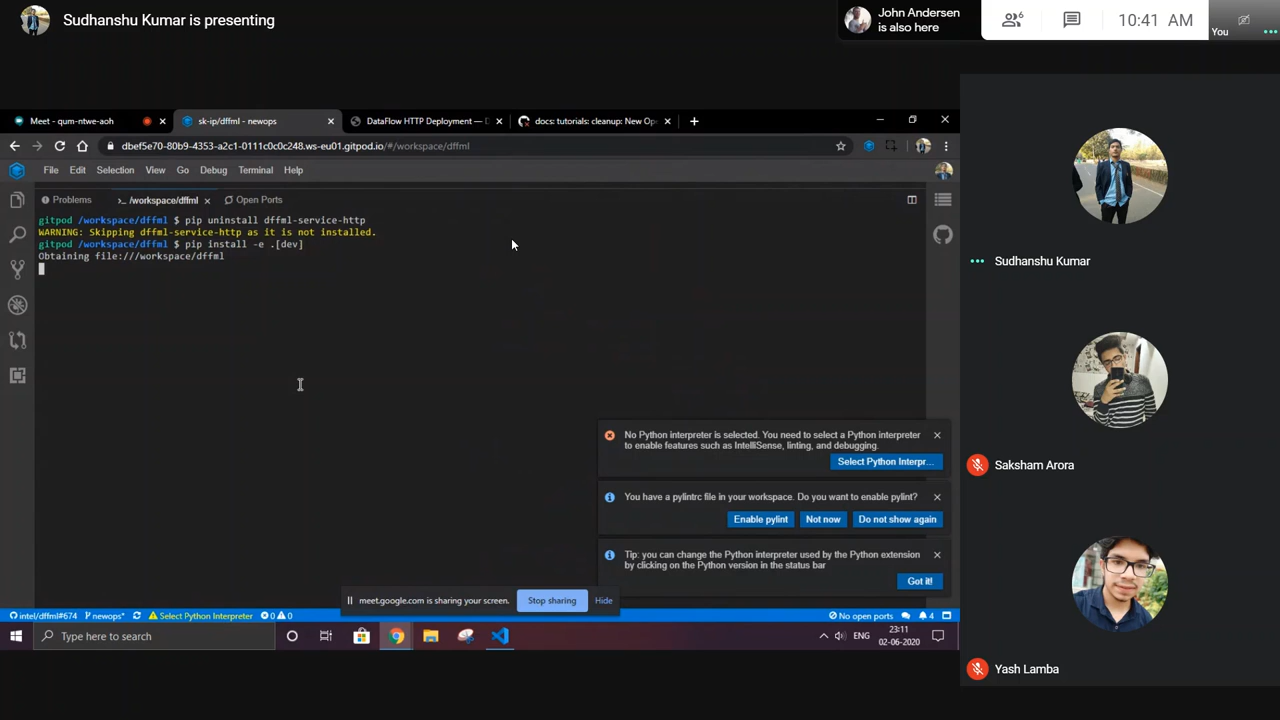 Sudhanshu Kumar is presenting
John Andersen
is also here
6
10:41 AM
You
Meet - qum-ntwe-aoh
sk-ip/dffml - newops
DataFlow HTTP Deployment — D
docs: tutorials: cleanup: New Op
dbef5e70-80b9-4353-a2c1-0111c0c0c248.ws-eu01.gitpod.io/#/workspace/dffml
File Edit Selection View Go Debug Terminal Help
Problems
>_ /workspace/dffml
Open Ports
gitpod /workspace/dffml $ pip uninstall dffml-service-http
WARNING: Skipping dffml-service-http as it is not installed.
gitpod /workspace/dffml $ pip install -e .[dev]
Obtaining file:///workspace/dffml
No Python interpreter is selected. You need to select a Python interpreter
to enable features such as IntelliSense, linting, and debugging.
Select Python Interpr...
You have a pylintrc file in your workspace. Do you want to enable pylint?
Enable pylint
Not now
Do not show again
Tip: you can change the Python interpreter used by the Python extension
by clicking on the Python version in the status bar
Got it!
meet.google.com is sharing your screen.
Stop sharing
Hide
intel/dffml#674
newops*
Select Python Interpreter
0
0
No open ports
4
Type here to search
ENG
23:11
02-06-2020
Sudhanshu Kumar
Saksham Arora
Yash Lamba